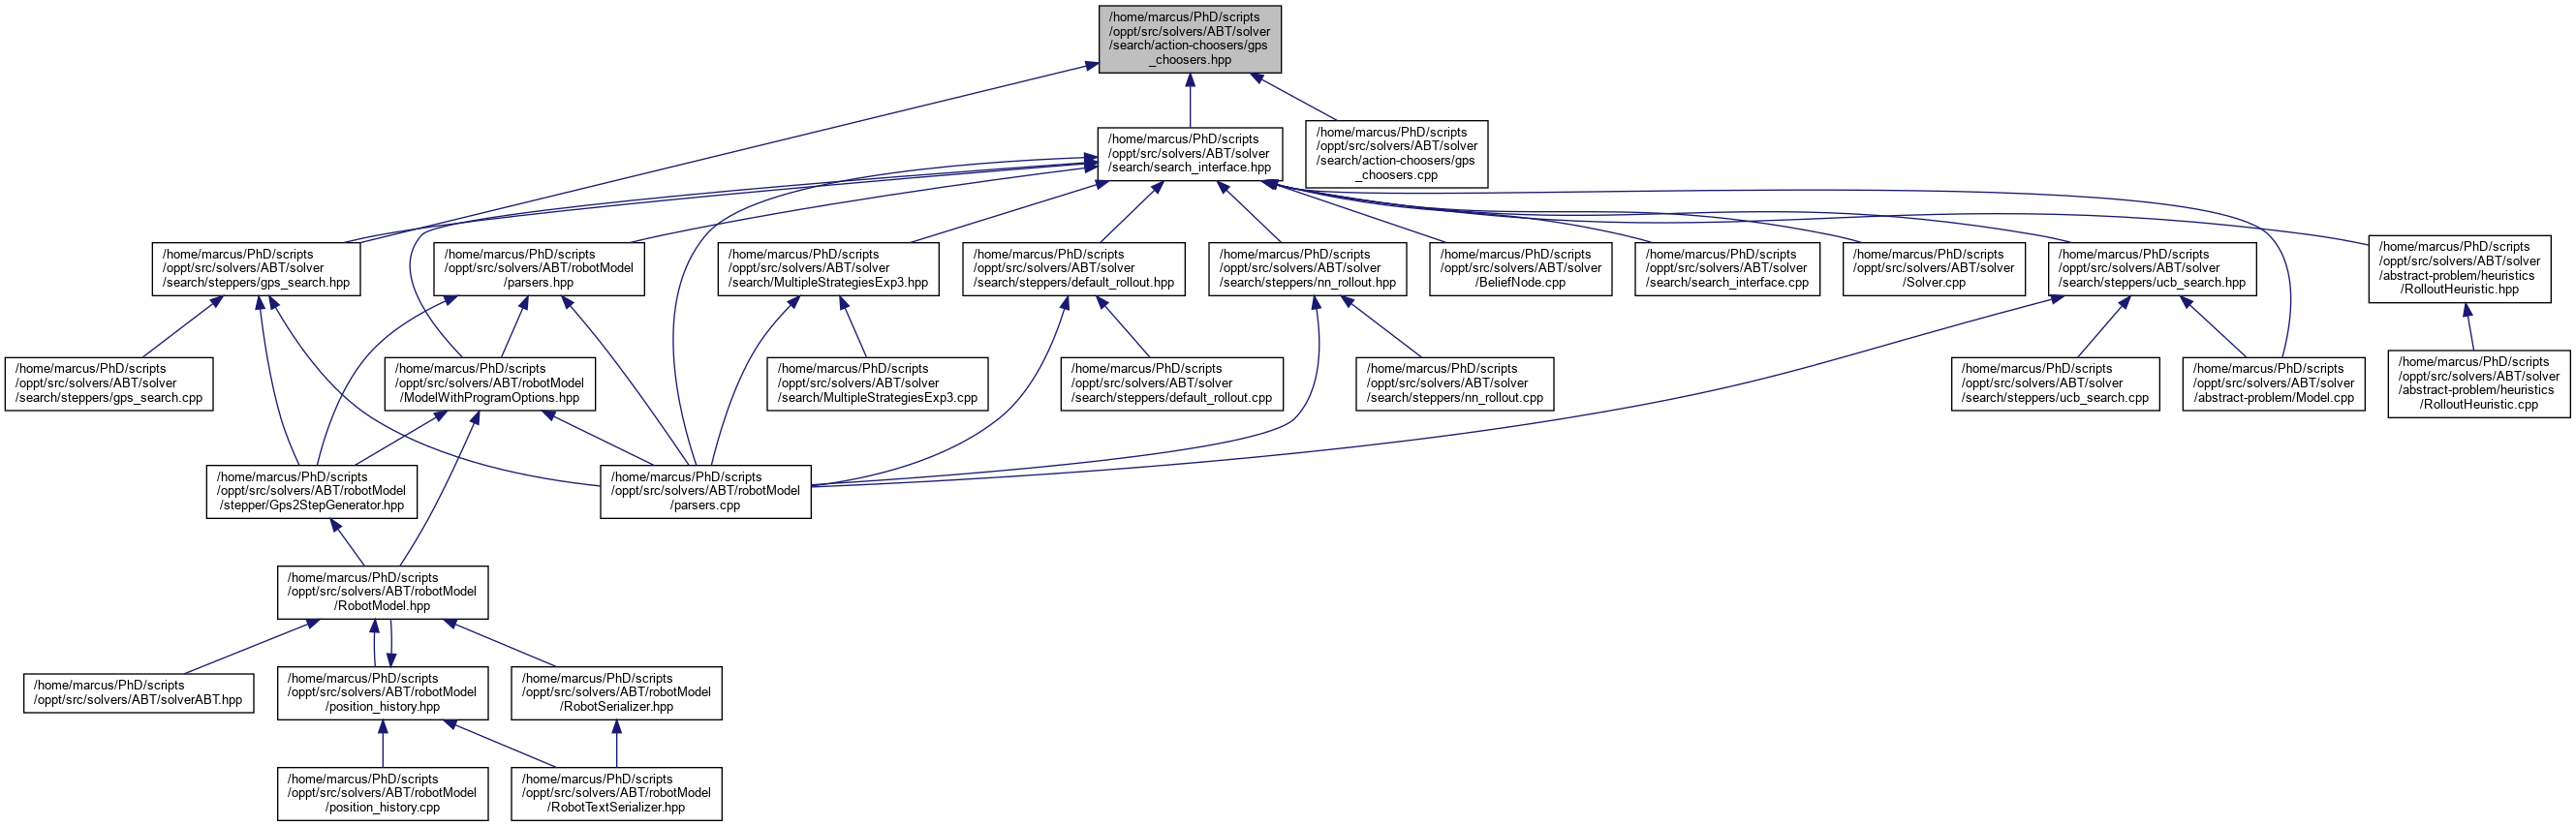 /home/marcus/PhD/scripts
/oppt/src/solvers/ABT/solver
/search/action-choosers/gps
_choosers.hpp
/home/marcus/PhD/scripts
/oppt/src/solvers/ABT/solver
/search/search_interface.hpp
/home/marcus/PhD/scripts
/oppt/src/solvers/ABT/solver
/search/action-choosers/gps
_choosers.cpp
/home/marcus/PhD/scripts
/oppt/src/solvers/ABT/solver
/search/steppers/gps_search.hpp
/home/marcus/PhD/scripts
/oppt/src/solvers/ABT/robotModel
/parsers.hpp
/home/marcus/PhD/scripts
/oppt/src/solvers/ABT/solver
/search/MultipleStrategiesExp3.hpp
/home/marcus/PhD/scripts
/oppt/src/solvers/ABT/solver
/search/steppers/default_rollout.hpp
/home/marcus/PhD/scripts
/oppt/src/solvers/ABT/solver
/search/steppers/nn_rollout.hpp
/home/marcus/PhD/scripts
/oppt/src/solvers/ABT/solver
/BeliefNode.cpp
/home/marcus/PhD/scripts
/oppt/src/solvers/ABT/solver
/search/search_interface.cpp
/home/marcus/PhD/scripts
/oppt/src/solvers/ABT/solver
/Solver.cpp
/home/marcus/PhD/scripts
/oppt/src/solvers/ABT/solver
/search/steppers/ucb_search.hpp
/home/marcus/PhD/scripts
/oppt/src/solvers/ABT/solver
/abstract-problem/heuristics
/RolloutHeuristic.hpp
/home/marcus/PhD/scripts
/oppt/src/solvers/ABT/solver
/search/steppers/gps_search.cpp
/home/marcus/PhD/scripts
/oppt/src/solvers/ABT/robotModel
/ModelWithProgramOptions.hpp
/home/marcus/PhD/scripts
/oppt/src/solvers/ABT/solver
/search/MultipleStrategiesExp3.cpp
/home/marcus/PhD/scripts
/oppt/src/solvers/ABT/solver
/search/steppers/default_rollout.cpp
/home/marcus/PhD/scripts
/oppt/src/solvers/ABT/solver
/search/steppers/nn_rollout.cpp
/home/marcus/PhD/scripts
/oppt/src/solvers/ABT/solver
/search/steppers/ucb_search.cpp
/home/marcus/PhD/scripts
/oppt/src/solvers/ABT/solver
/abstract-problem/Model.cpp
/home/marcus/PhD/scripts
/oppt/src/solvers/ABT/solver
/abstract-problem/heuristics
/RolloutHeuristic.cpp
/home/marcus/PhD/scripts
/oppt/src/solvers/ABT/robotModel
/stepper/Gps2StepGenerator.hpp
/home/marcus/PhD/scripts
/oppt/src/solvers/ABT/robotModel
/parsers.cpp
/home/marcus/PhD/scripts
/oppt/src/solvers/ABT/robotModel
/RobotModel.hpp
/home/marcus/PhD/scripts
/oppt/src/solvers/ABT/solverABT.hpp
/home/marcus/PhD/scripts
/oppt/src/solvers/ABT/robotModel
/position_history.hpp
/home/marcus/PhD/scripts
/oppt/src/solvers/ABT/robotModel
/RobotSerializer.hpp
/home/marcus/PhD/scripts
/oppt/src/solvers/ABT/robotModel
/position_history.cpp
/home/marcus/PhD/scripts
/oppt/src/solvers/ABT/robotModel
/RobotTextSerializer.hpp